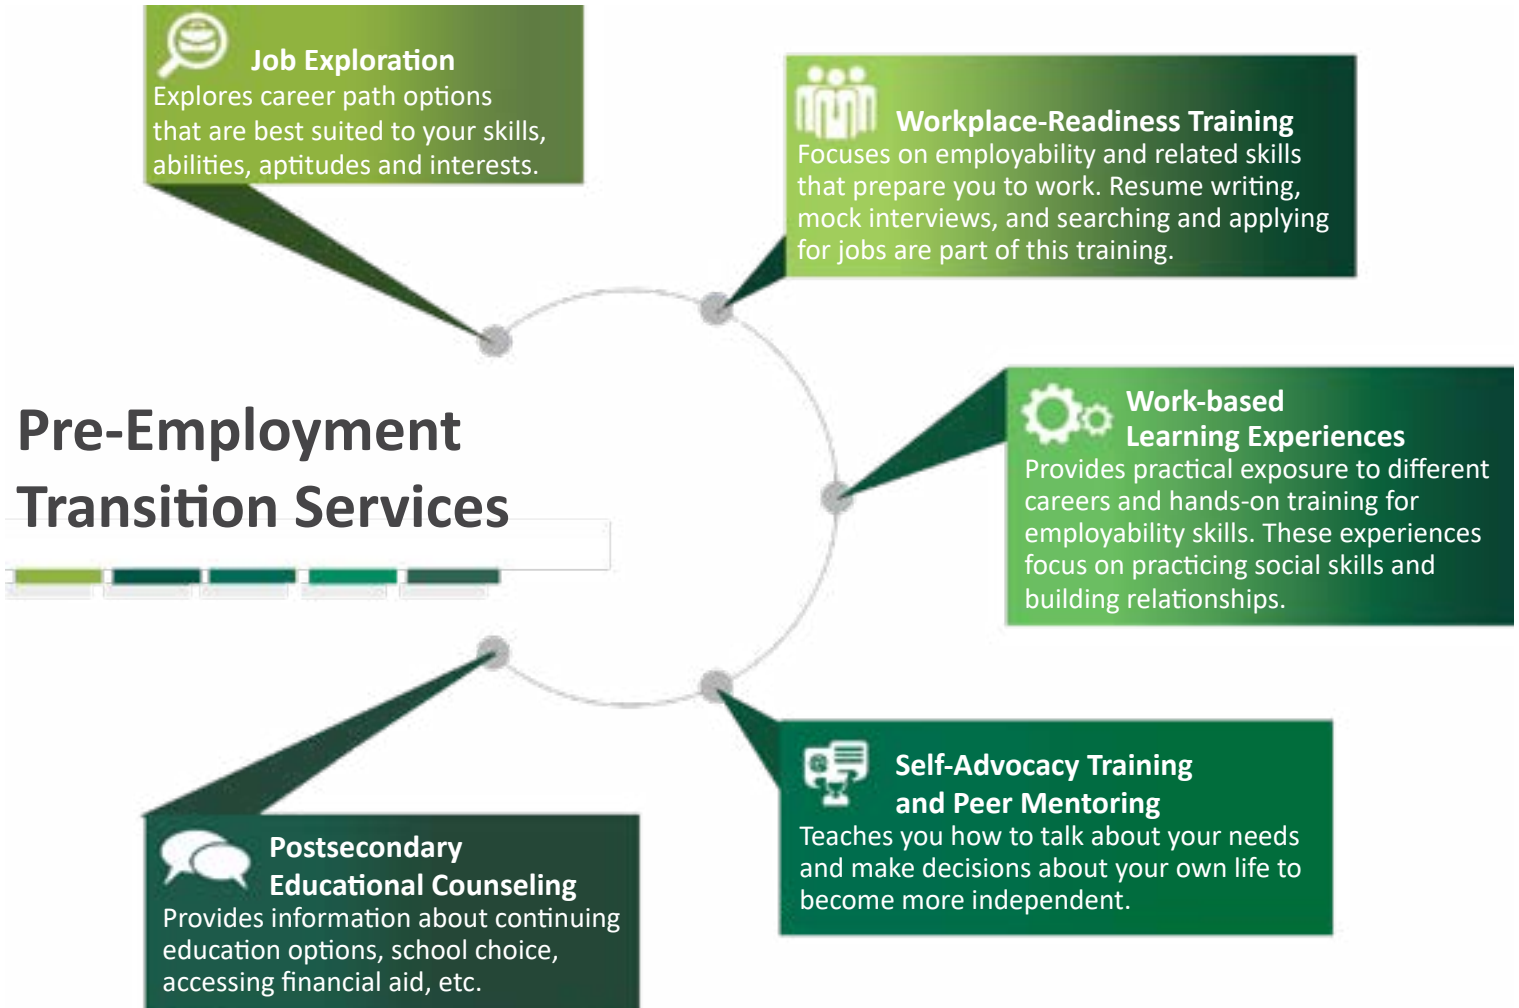 Pre-Employment
Transition Services
Job Exploration
Explores career path options
that are best suited to your skills,
abilities, aptitudes and interests.
Workplace-Readiness Training
Focuses on employability and related skills
that prepare you to work. Resume writing,
mock interviews, and searching and applying
for jobs are part of this training.
Work-based
Learning Experiences
Provides practical exposure to different
careers and hands-on training for
employability skills. These experiences
focus on practicing social skills and
building relationships.
Self-Advocacy Training
and Peer Mentoring
Teaches you how to talk about your needs
and make decisions about your own life to
become more independent.
Postsecondary
Educational Counseling
Provides information about continuing
education options, school choice,
accessing financial aid, etc.